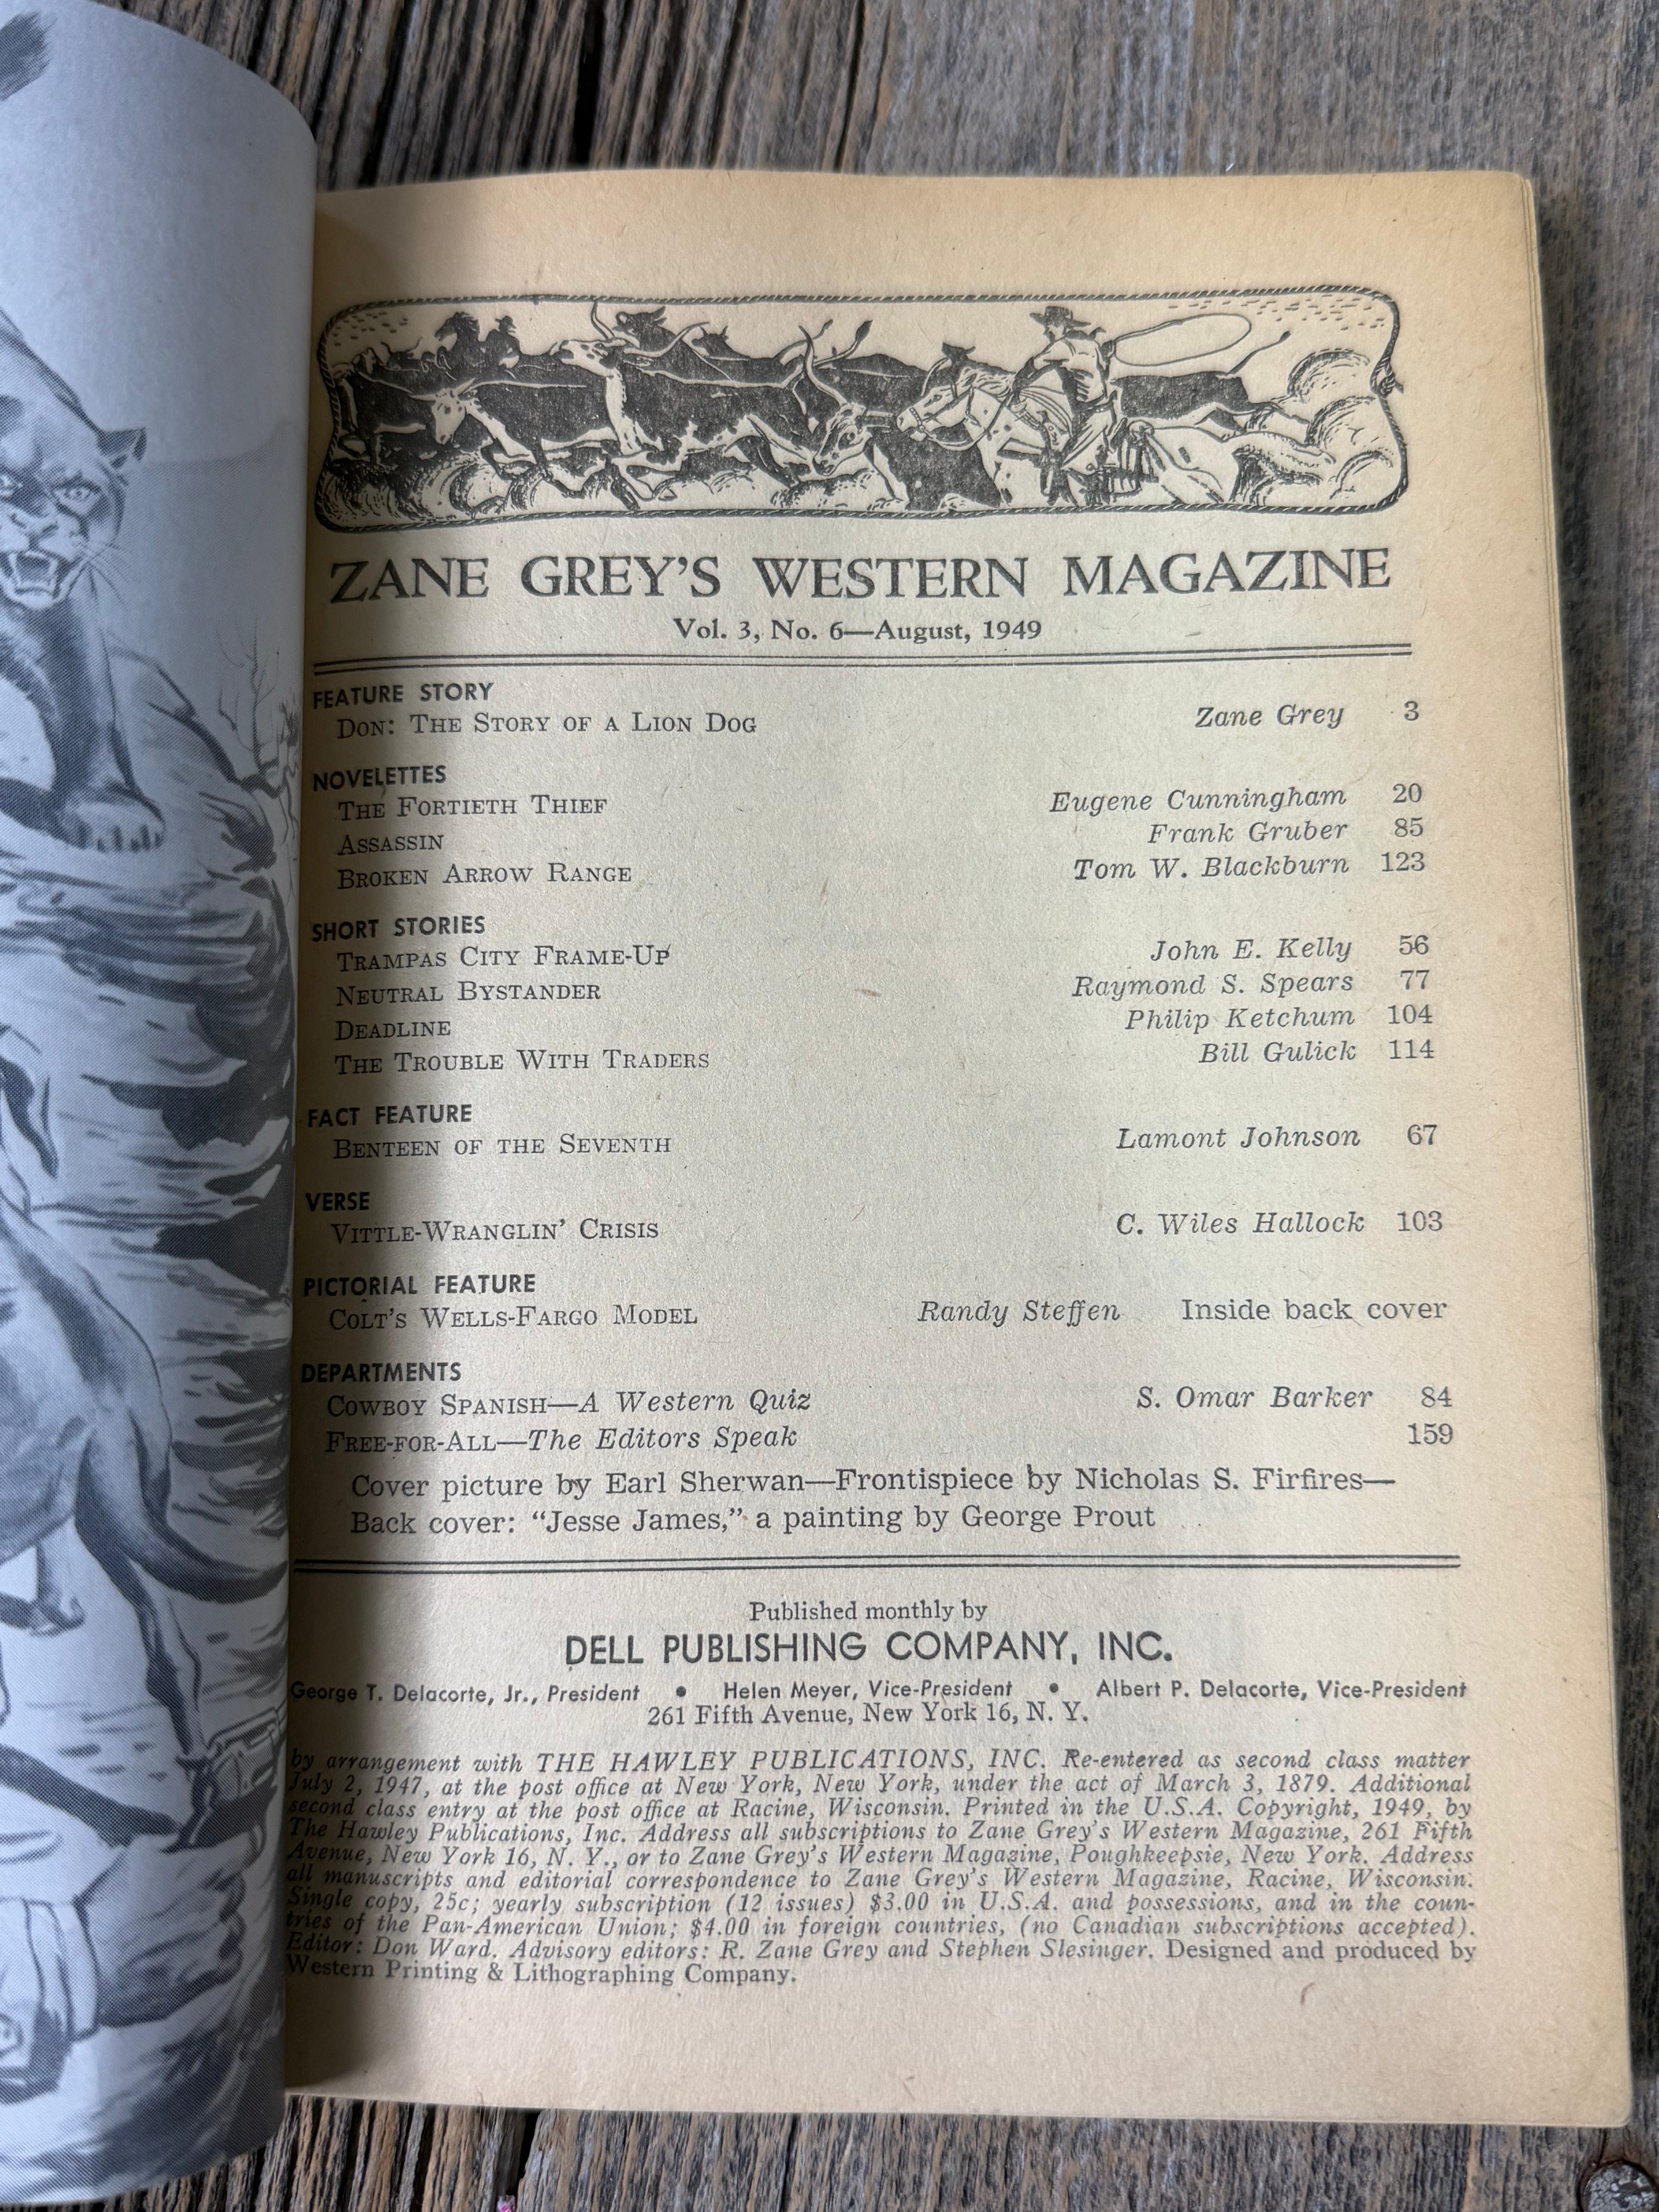 ZANE GREY'S WESTERN MAGAZINE
Vol. 3, No. 6—August, 1949
FEATURE STORY
DON: THE STORY OF A LION DOG Zane Grey 3
NOVELETTES
THE FORTIETH THIEF Eugene Cunningham 20
ASSASSIN Frank Gruber 85
BROKEN ARROW RANGE Tom W. Blackburn 123
SHORT STORIES
TRAMPAS CITY FRAME-UP John E. Kelly 56
NEUTRAL BYSTANDER Raymond S. Spears 77
DEADLINE Philip Ketchum 104
THE TROUBLE WITH TRADERS Bill Gulick 114
FACT FEATURE
BENTEEN OF THE SEVENTH Lamont Johnson 67
VERSE
VITTLE-WRANGLIN' CRISIS C. Wiles Hallock 103
PICTORIAL FEATURE
COLT'S WELLS-FARGO MODEL Randy Steffen Inside back cover
DEPARTMENTS
COWBOY SPANISH—A Western Quiz S. Omar Barker 84
FREE-FOR-ALL—The Editors Speak 159
Cover picture by Earl Sherwan—Frontispiece by Nicholas S. Firfires—
Back cover: "Jesse James," a painting by George Prout
Published monthly by
DELL PUBLISHING COMPANY, INC.
George T. Delacorte, Jr., President • Helen Meyer, Vice-President • Albert P. Delacorte, Vice-President
261 Fifth Avenue, New York 16, N. Y.
by arrangement with THE HAWLEY PUBLICATIONS, INC. Re-entered as second class matter
July 2, 1947, at the post office at New York, New York, under the act of March 3, 1879. Additional
second class entry at the post office at Racine, Wisconsin. Printed in the U.S.A. Copyright, 1949, by
The Hawley Publications, Inc. Address all subscriptions to Zane Grey's Western Magazine, 261 Fifth
Avenue, New York 16, N. Y., or to Zane Grey's Western Magazine, Poughkeepsie, New York. Address
all manuscripts and editorial correspondence to Zane Grey's Western Magazine, Racine, Wisconsin.
Single copy, 25c; yearly subscription (12 issues) $3.00 in U.S.A. and possessions, and in the coun-
tries of the Pan-American Union; $4.00 in foreign countries, (no Canadian subscriptions accepted).
Editor: Don Ward. Advisory editors: R. Zane Grey and Stephen Slesinger. Designed and produced by
Western Printing & Lithographing Company.